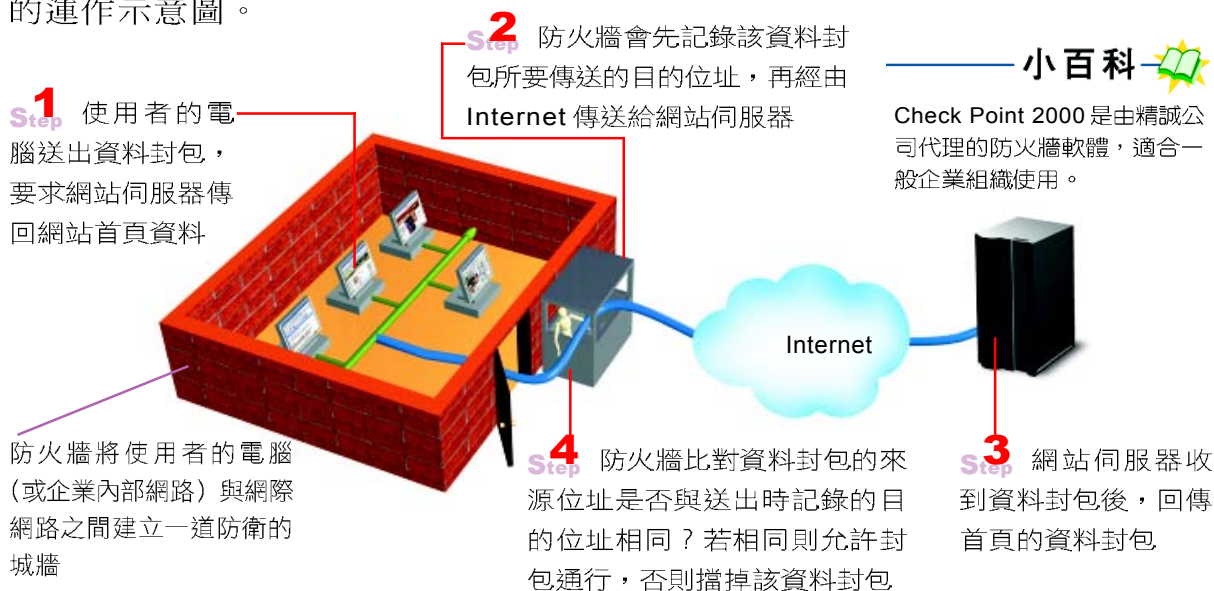 的運作示意圖。
Step 1 使用者的電
腦送出資料封包，
要求網站伺服器傳
回網站首頁資料
Step 2 防火牆會先記錄該資料封
包所要傳送的目的位址，再經由
Internet 傳送給網站伺服器
小百科
Check Point 2000 是由精誠公
司代理的防火牆軟體，適合一
般企業組織使用。
Internet
防火牆將使用者的電腦
（或企業內部網路）與網際
網路之間建立一道防衛的
城牆
Step 4 防火牆比對資料封包的來
源位址是否與送出時記錄的目
的位址相同？若相同則允許封
包通行，否則擋掉該資料封包
Step 3 網站伺服器收
到資料封包後，回傳
首頁的資料封包